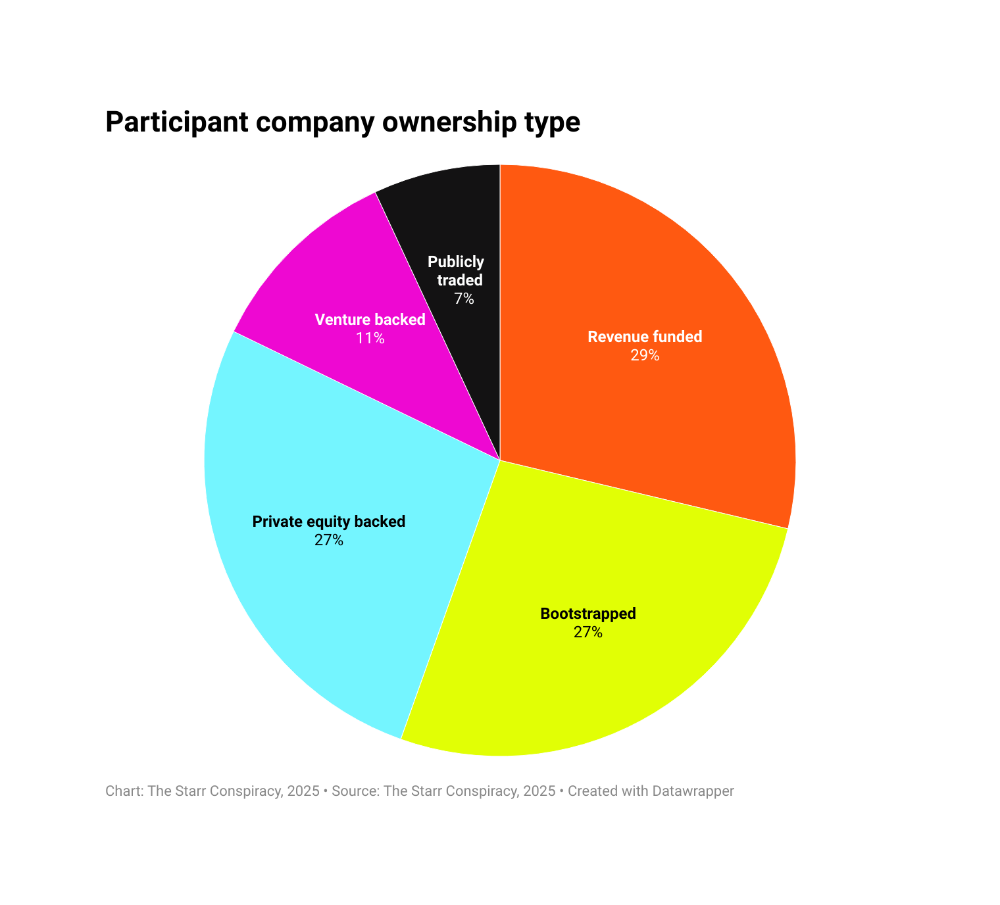 Participant company ownership type
Publicly
traded
7%
Venture backed
11%
Revenue funded
29%
Private equity backed
27%
Bootstrapped
27%
Chart: The Starr Conspiracy, 2025 • Source: The Starr Conspiracy, 2025 • Created with Datawrapper